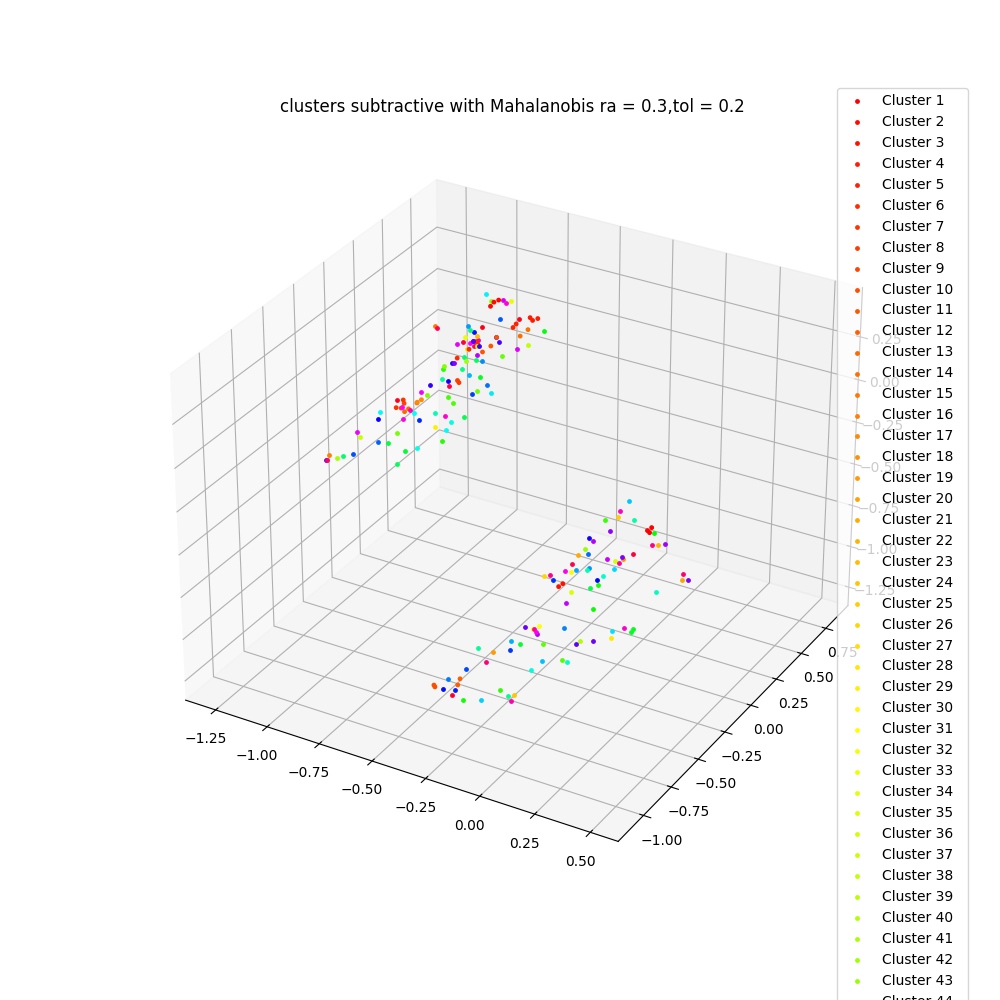 clusters subtractive with Mahalanobis ra = 0.3,tol = 0.2
Cluster 1
Cluster 2
Cluster 3
Cluster 4
Cluster 5
Cluster 6
Cluster 7
Cluster 8
Cluster 9
Cluster 10
Cluster 11
Cluster 12
Cluster 13
Cluster 14
Cluster 15
Cluster 16
Cluster 17
Cluster 18
Cluster 19
Cluster 20
Cluster 21
Cluster 22
Cluster 23
Cluster 24
Cluster 25
Cluster 26
Cluster 27
Cluster 28
Cluster 29
Cluster 30
Cluster 31
Cluster 32
Cluster 33
Cluster 34
Cluster 35
Cluster 36
Cluster 37
Cluster 38
Cluster 39
Cluster 40
Cluster 41
Cluster 42
Cluster 43
Cluster 44
0.25
0.00
−0.25
−0.50
−0.75
−1.00
−1.25
0.75
0.50
0.25
0.00
−0.25
−0.50
−0.75
−1.00
−1.25
−1.00
−0.75
−0.50
−0.25
0.00
0.25
0.50